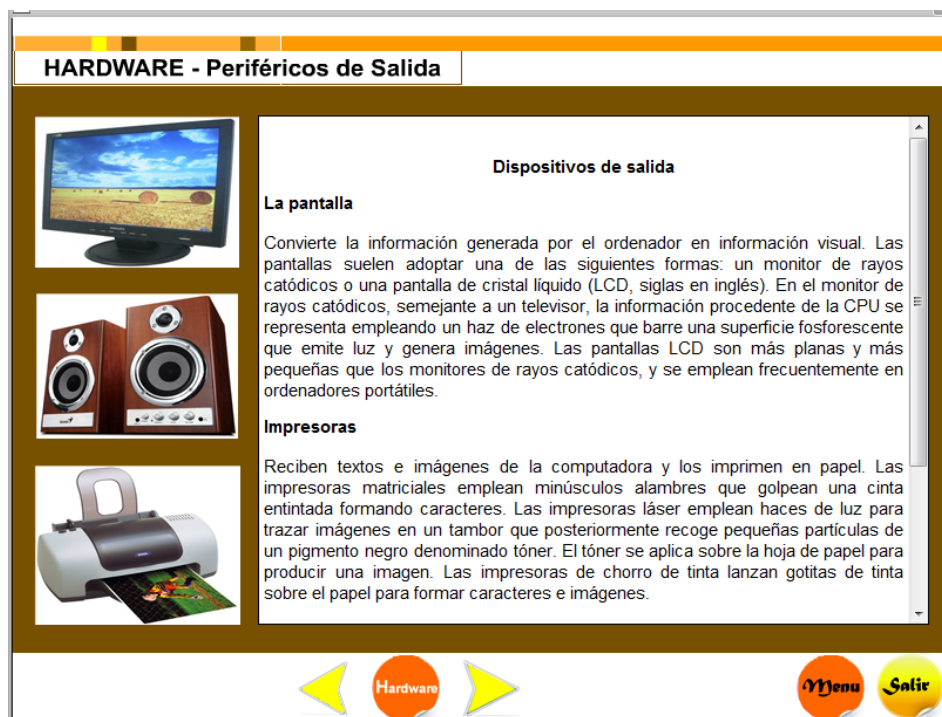 HARDWARE - Periféricos de Salida
Dispositivos de salida
La pantalla
Convierte la información generada por el ordenador en información visual. Las
pantallas suelen adoptar una de las siguientes formas: un monitor de rayos
catódicos o una pantalla de cristal líquido (LCD, siglas en inglés). En el monitor de
rayos catódicos, semejante a un televisor, la información procedente de la CPU se
representa empleando un haz de electrones que barre una superficie fosforescente
que emite luz y genera imágenes. Las pantallas LCD son más planas y más
pequeñas que los monitores de rayos catódicos, y se emplean frecuentemente en
ordenadores portátiles.
Impresoras
Reciben textos e imágenes de la computadora y los imprimen en papel. Las
impresoras matriciales emplean minúsculos alambres que golpean una cinta
entintada formando caracteres. Las impresoras láser emplean haces de luz para
trazar imágenes en un tambor que posteriormente recoge pequeñas partículas de
un pigmento negro denominado tóner. El tóner se aplica sobre la hoja de papel para
producir una imagen. Las impresoras de chorro de tinta lanzan gotitas de tinta
sobre el papel para formar caracteres e imágenes.
Hardware
Menu
Salir